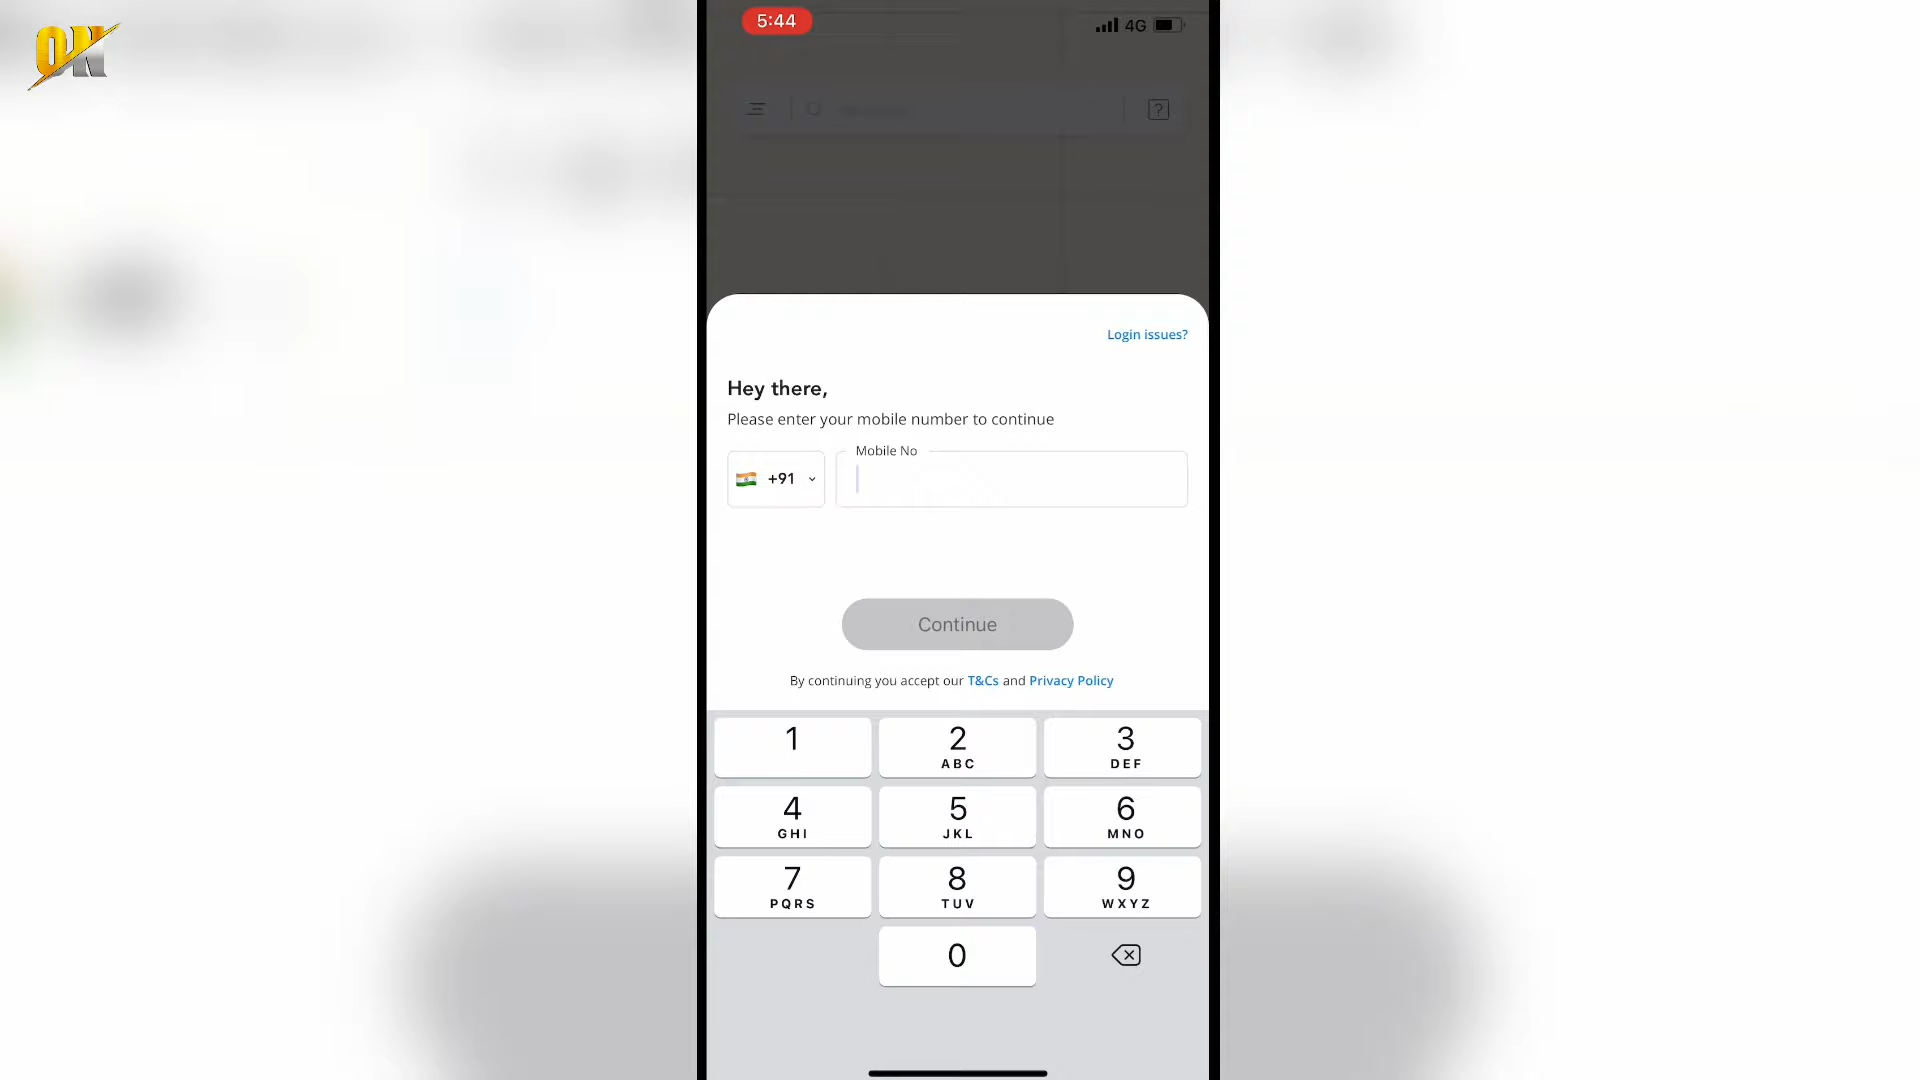 ON
5:44
4G
?
Login issues?
Hey there,
Please enter your mobile number to continue
Mobile No
+91
Continue
By continuing you accept our T&Cs and Privacy Policy
1
2
ABC
3
DEF
4
GHI
5
JKL
6
MNO
7
PQRS
8
TUV
9
WXYZ
0